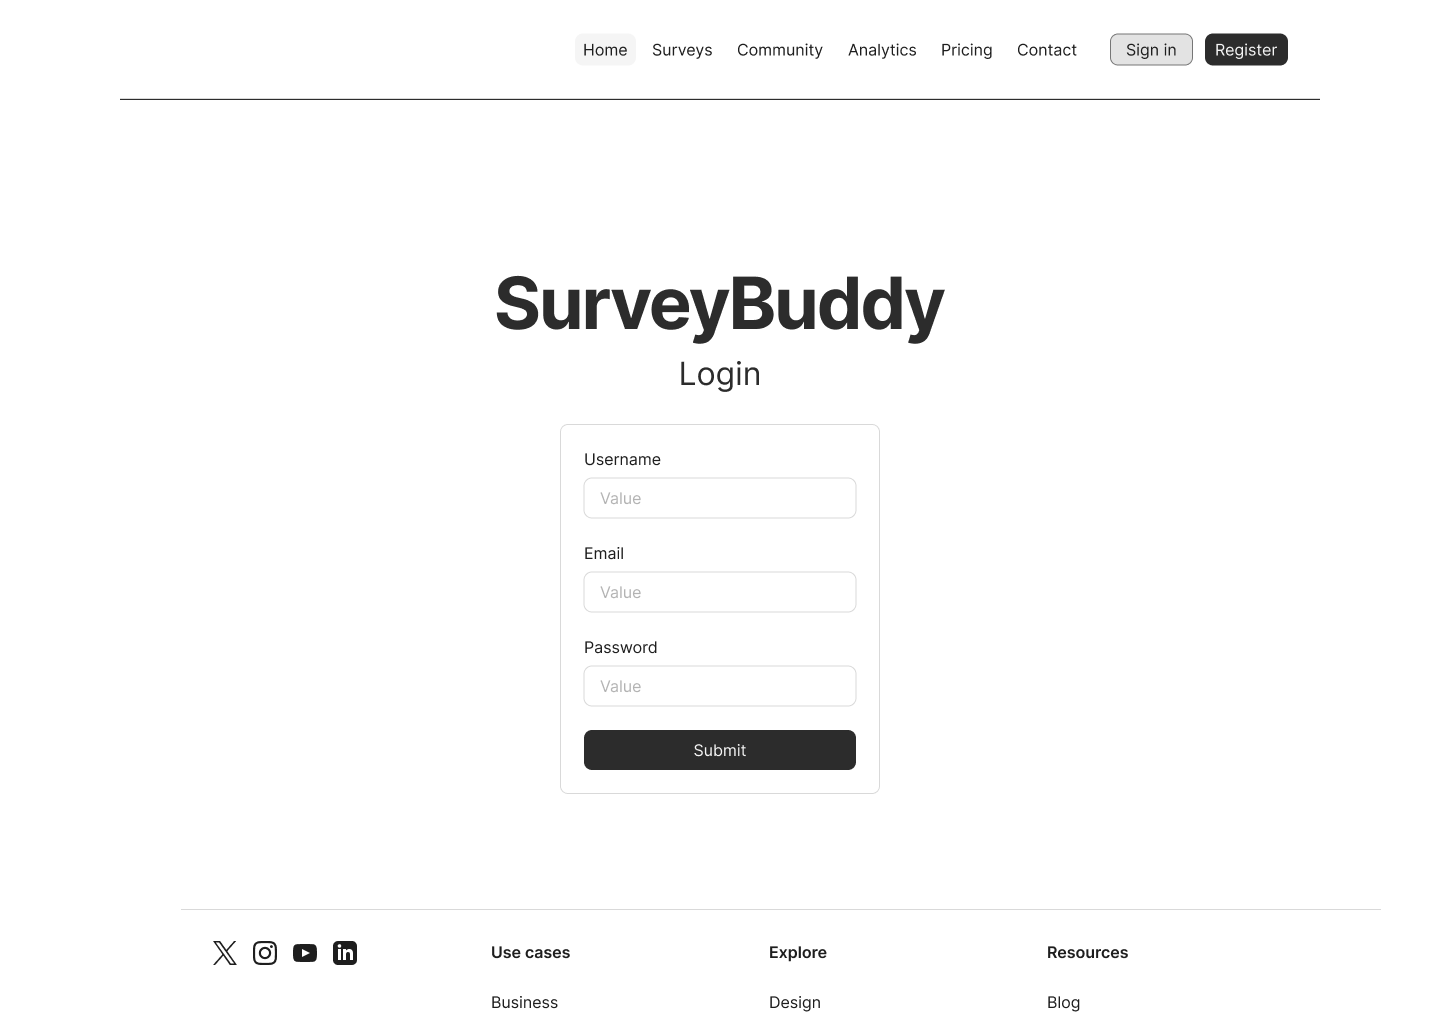 Home Surveys Community Analytics Pricing Contact Sign in Register
SurveyBuddy
Login
Username
Value
Email
Value
Password
Value
Submit
Use cases Explore Resources
Business Design Blog